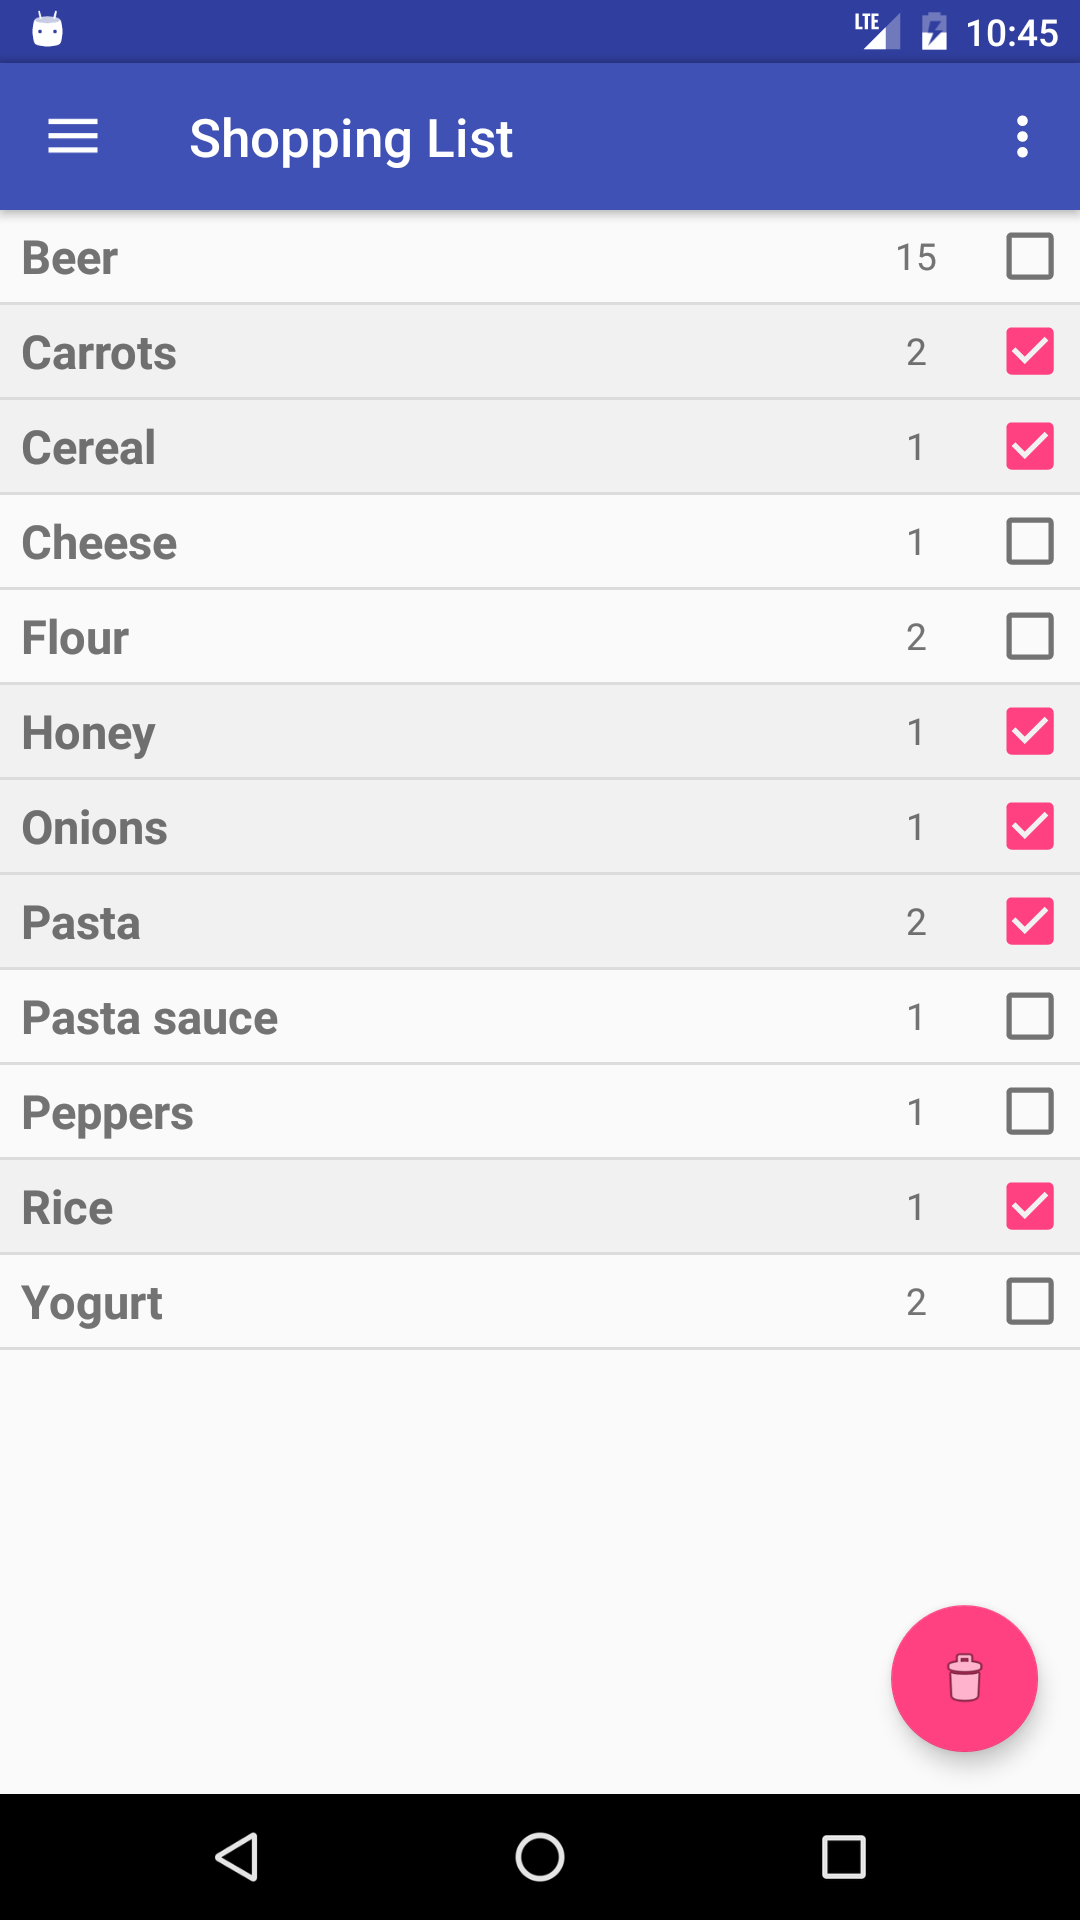 LTE 10:45
Shopping List
Beer 15
Carrots 2
Cereal 1
Cheese 1
Flour 2
Honey 1
Onions 1
Pasta 2
Pasta sauce 1
Peppers 1
Rice 1
Yogurt 2